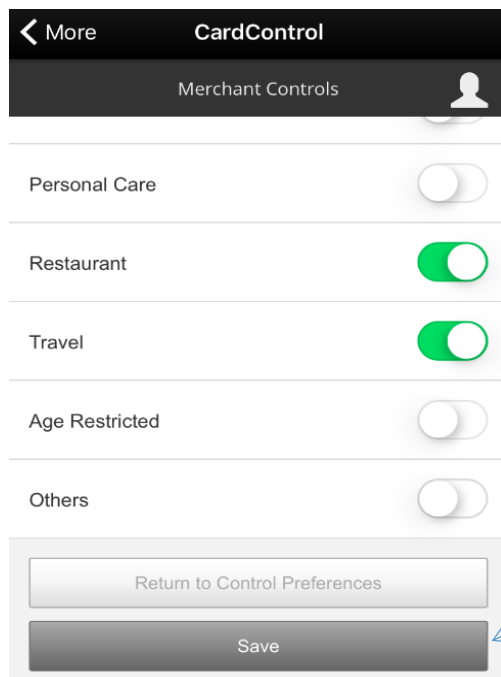 More CardControl
Merchant Controls
Personal Care
Restaurant
Travel
Age Restricted
Others
Return to Control Preferences
Save